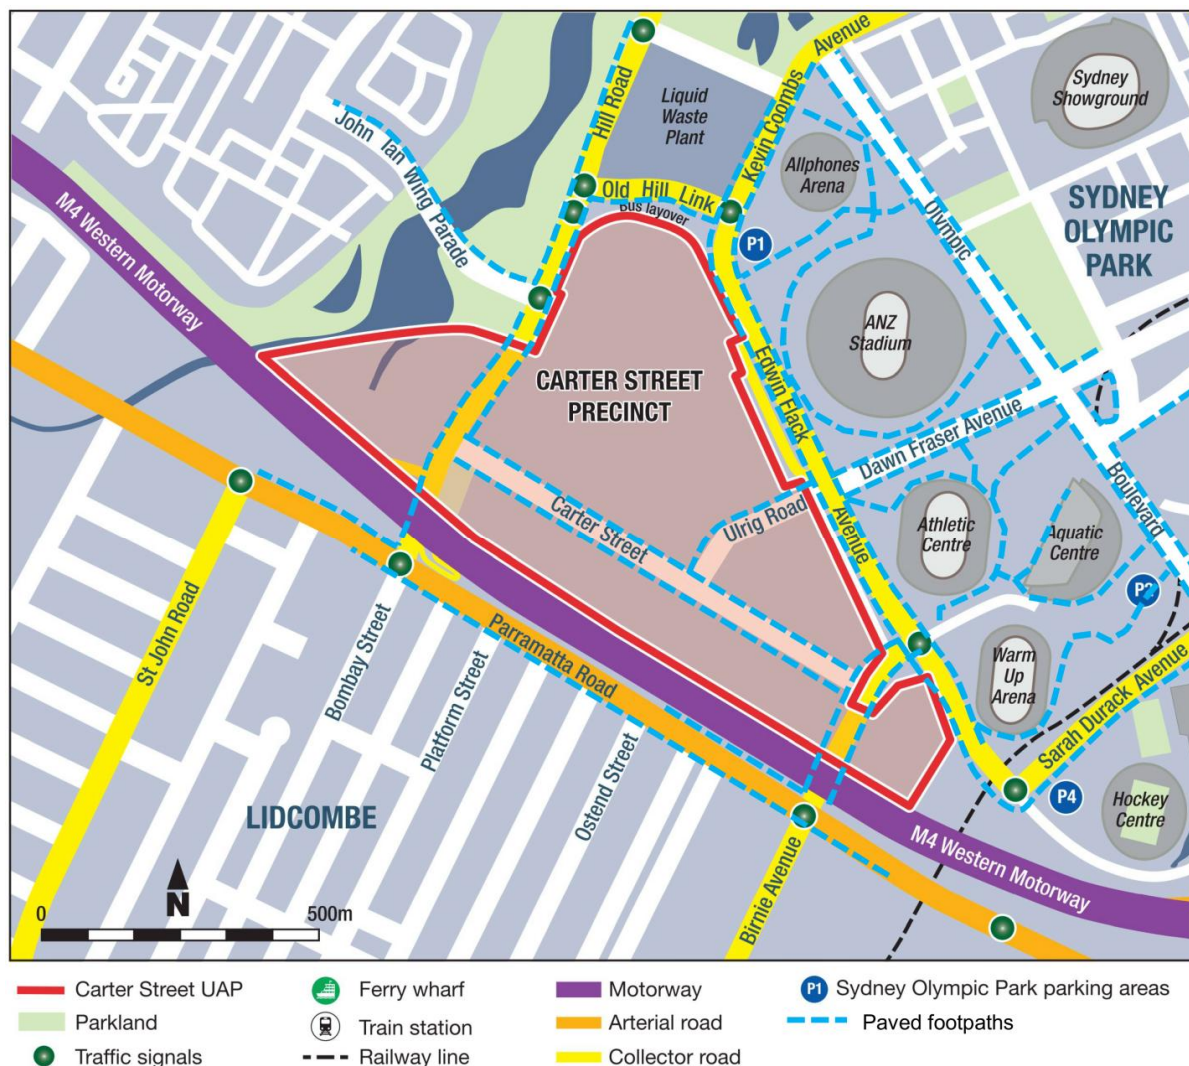 Avenue
Kevin Coombs
Sydney
Showground
Hill Road
Liquid
Waste
Plant
John Ian Wing Parade
Allphones
Arena
Old Hill Link
Bus layover
Olympic
SYDNEY
OLYMPIC
PARK
M4 Western Motorway
P1
ANZ
Stadium
CARTER STREET
PRECINCT
Edwin Flack
Dawn Fraser Avenue
Boulevard
Carter Street
Ulrig Road
Avenue
Athletic
Centre
Aquatic
Centre
St John Road
Bombay Street
Parramatta Road
Platform Street
Warm
Up
Arena
Sarah Durack Avenue
Ostend Street
LIDCOMBE
P4
Hockey
Centre
M4 Western Motorway
Birnie Avenue
N
0
500m
Carter Street UAP
Ferry wharf
Motorway
P1
Sydney Olympic Park parking areas
Parkland
Train station
Arterial road
Paved footpaths
Traffic signals
Railway line
Collector road